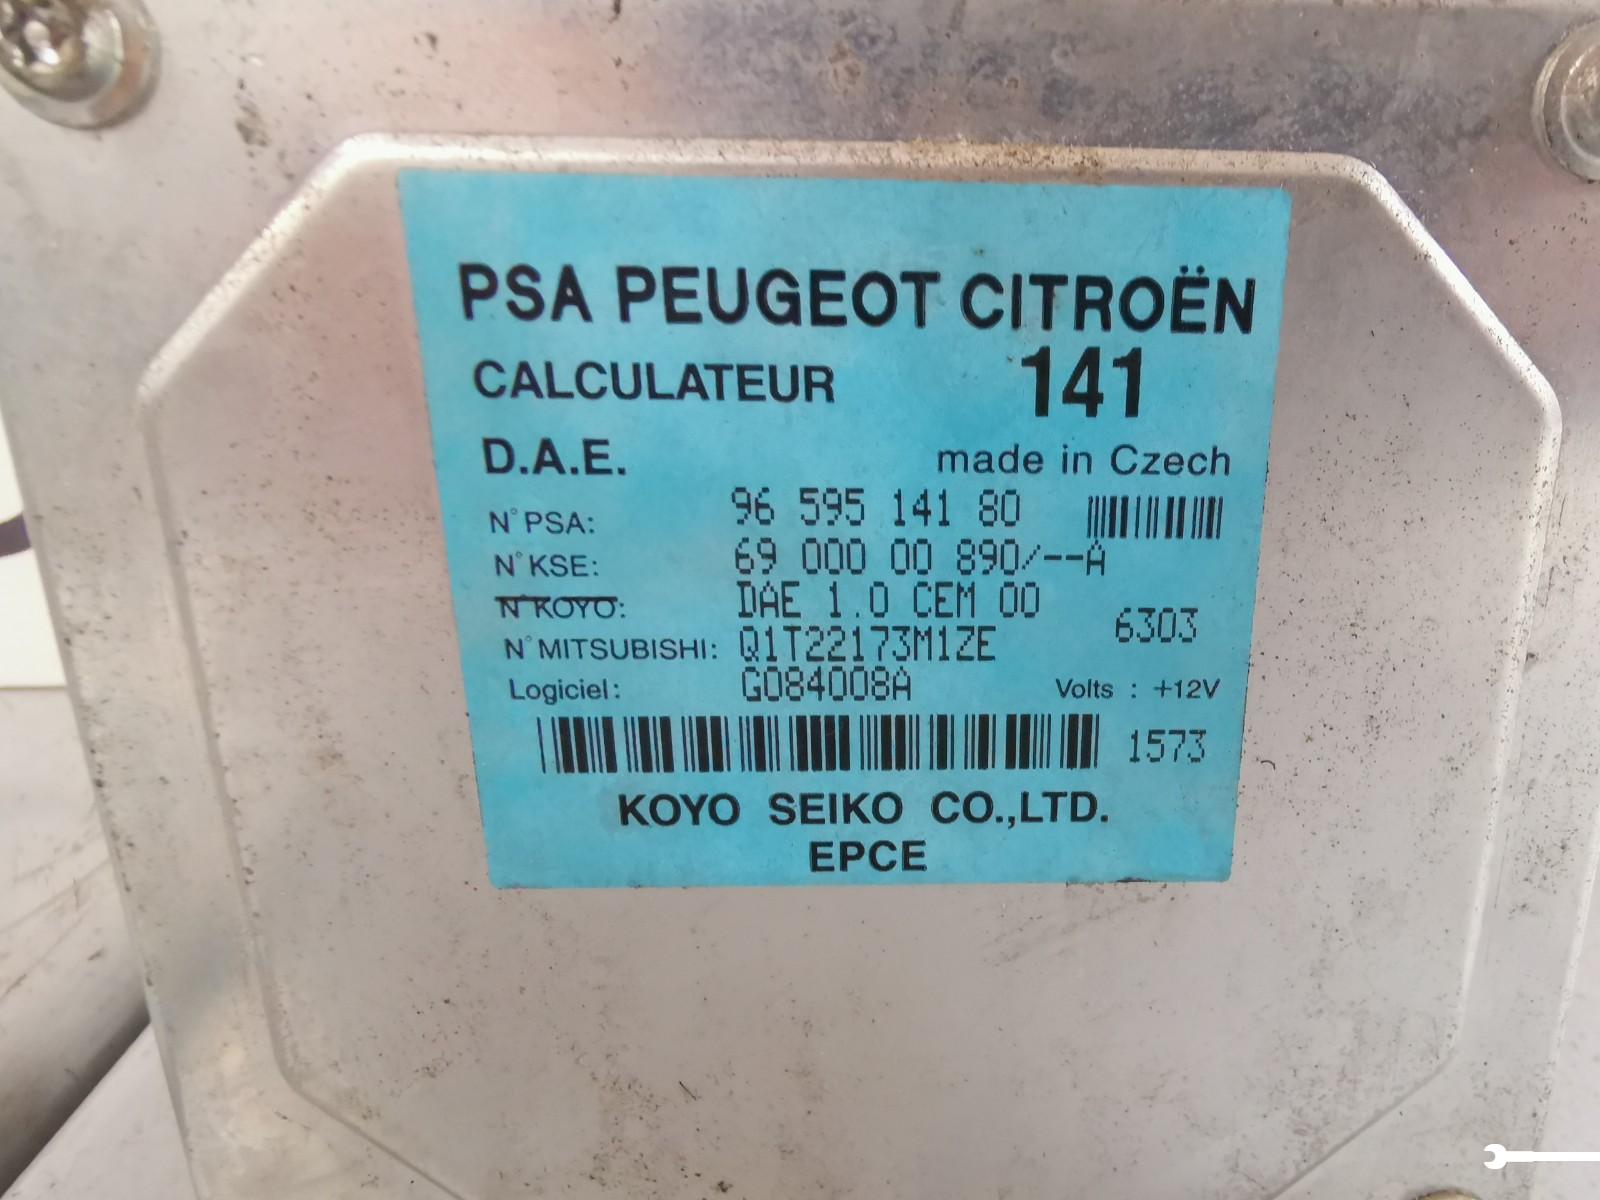 PSA PEUGEOT CITROËN
CALCULATEUR 141
D.A.E. made in Czech
N° PSA: 96 595 141 80
N° KSE: 69 000 00 890/--A
N° KOYO: DAE 1.0 CEM 00
6303
N° MITSUBISHI: Q1T22173M1ZE
Logiciel: G084008A Volts : +12V
1573
KOYO SEIKO CO.,LTD.
EPCE